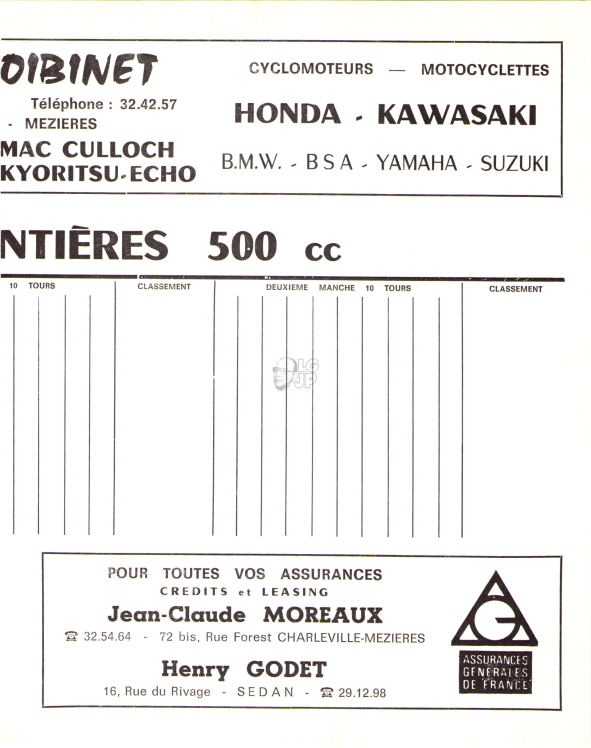 OIBINET
Téléphone : 32.42.57
- MEZIERES
MAC CULLOCH
KYORITSU-ECHO
CYCLOMOTEURS — MOTOCYCLETTES
HONDA - KAWASAKI
B.M.W. - B S A - YAMAHA - SUZUKI
NTIÈRES 500 cc
10 TOURS CLASSEMENT DEUXIEME MANCHE 10 TOURS CLASSEMENT
LG
JP
POUR TOUTES VOS ASSURANCES
CREDITS et LEASING
Jean-Claude MOREAUX
☎ 32.54.64 - 72 bis, Rue Forest CHARLEVILLE-MEZIERES
Henry GODET
16, Rue du Rivage - SEDAN - ☎ 29.12.98
AG
ASSURANCES
GENERALES
DE FRANCE